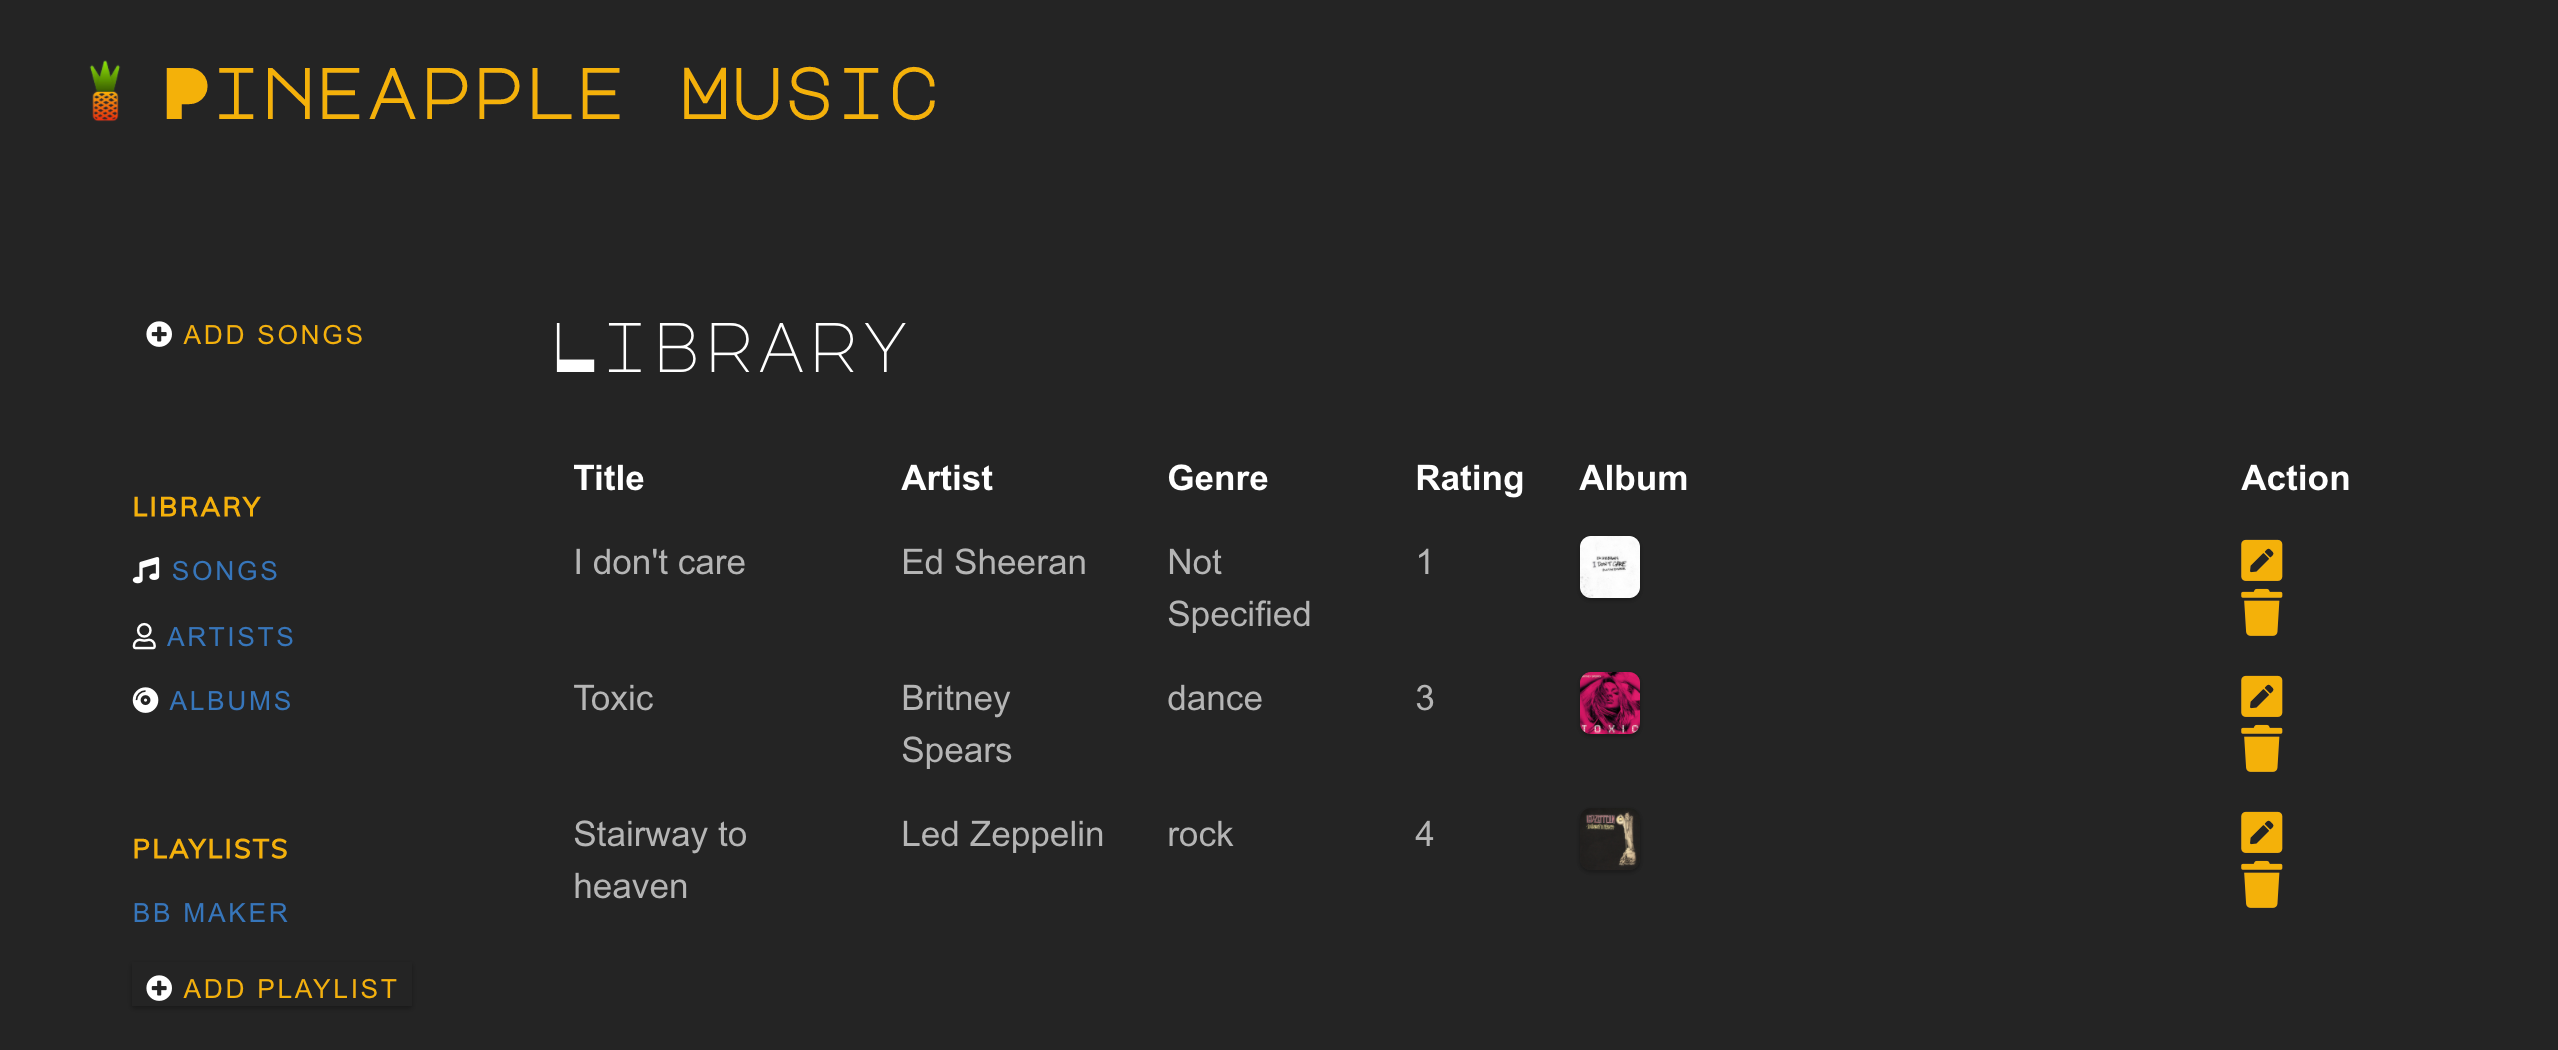 Pineapple Music
ADD SONGS
Library
LIBRARY
SONGS
ARTISTS
ALBUMS
PLAYLISTS
BB MAKER
ADD PLAYLIST
Title Artist Genre Rating Album Action
I don't care Ed Sheeran Not 1
Specified
I DON'T CARE
Toxic Britney dance 3
Spears
TOXIC
Stairway to Led Zeppelin rock 4
heaven